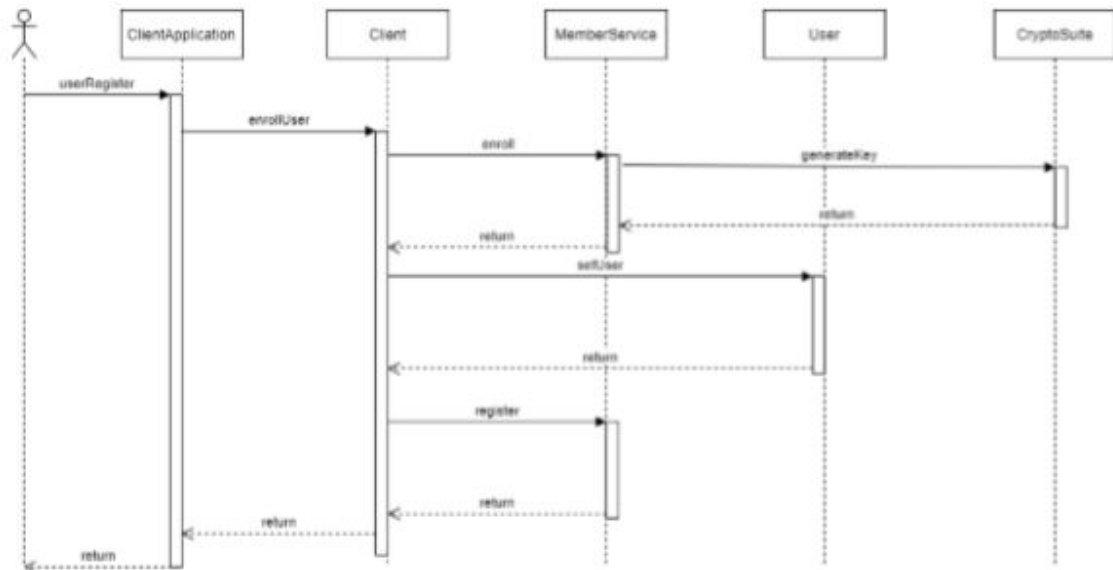 ClientApplication
Client
MemberService
User
CryptoSuite
userRegister
enrollUser
enroll
generateKey
return
return
setUser
return
register
return
return
return